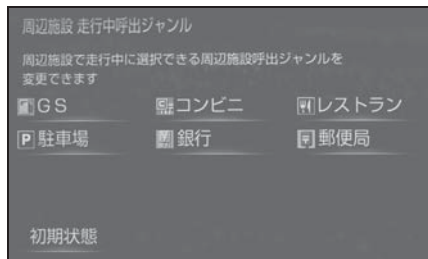 周辺施設 走行中呼出ジャンル
周辺施設で走行中に選択できる周辺施設呼出ジャンルを
変更できます
GS コンビニ レストラン
P 駐車場 銀行 郵便局
初期状態